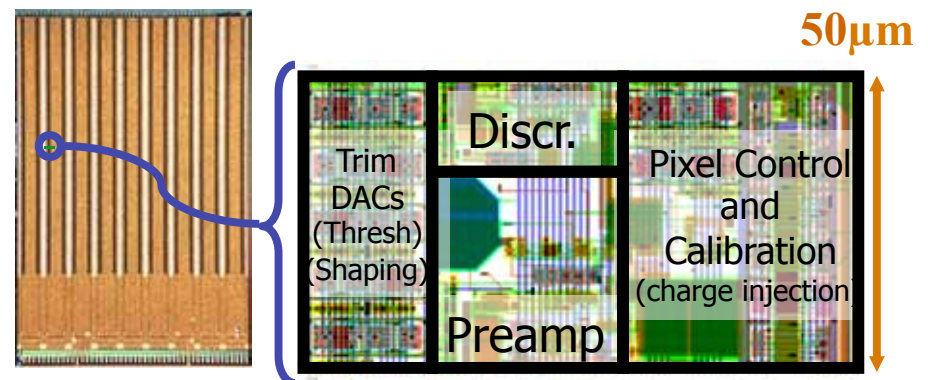 50µm
Trim
DACs
(Thresh)
(Shaping)
Discr.
Preamp
Pixel Control
and
Calibration
(charge injection)